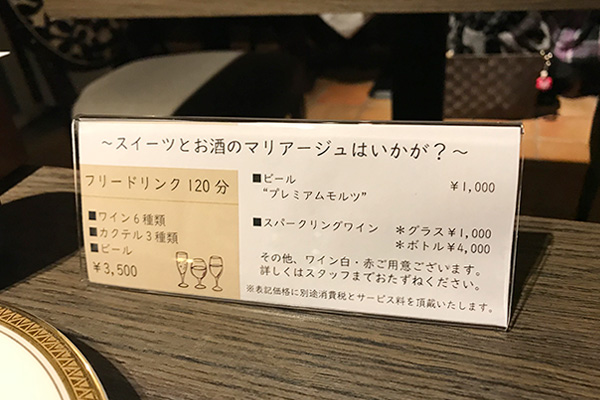 ～スイーツとお酒のマリアージュはいかが？～
フリードリンク120分
■ワイン6種類
■カクテル3種類
■ビール
¥3,500
■ビール ¥1,000
“プレミアムモルツ”
■スパークリングワイン ＊グラス¥1,000
＊ボトル¥4,000
その他、ワイン白・赤ご用意ございます。
詳しくはスタッフまでおたずねください。
※表記価格に別途消費税とサービス料を頂戴いたします。